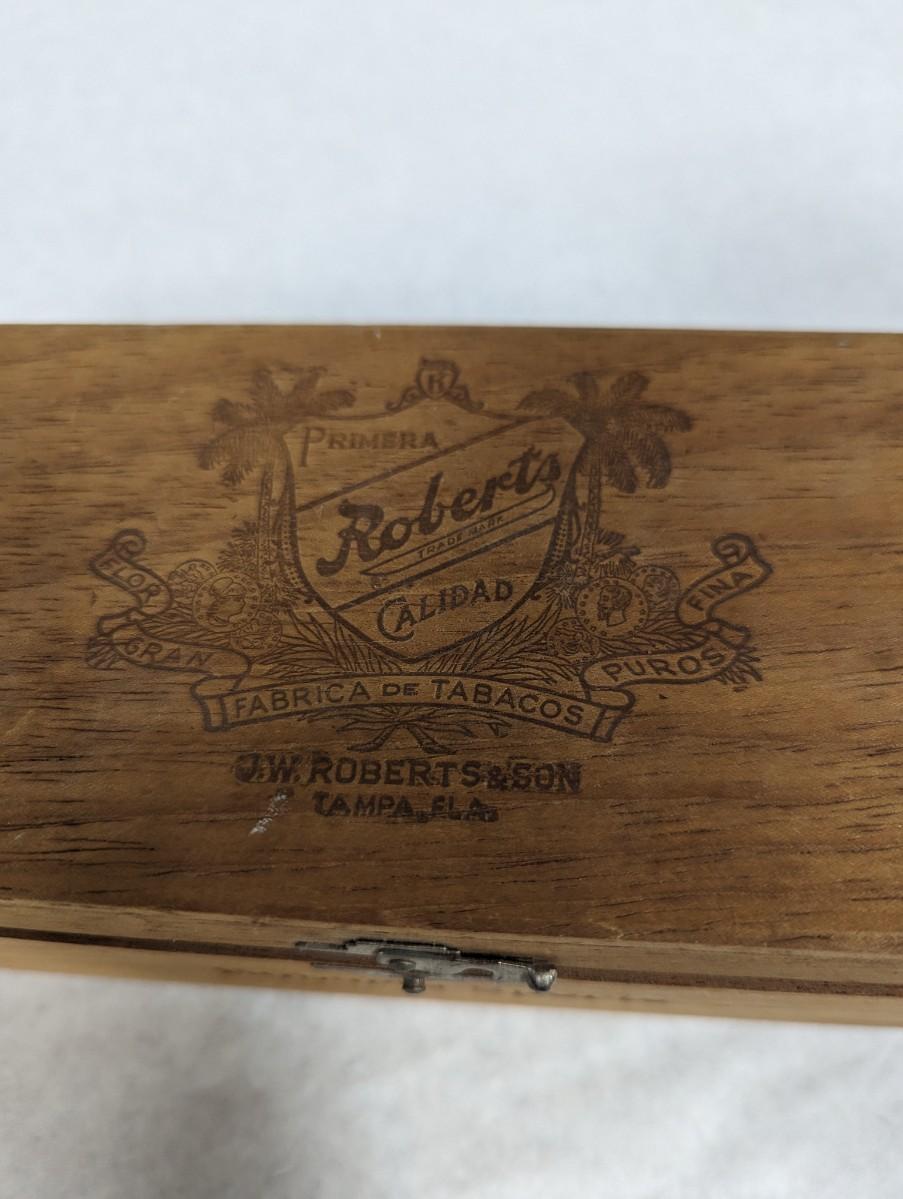 R
PRIMERA
Roberts
TRADE MARK
CALIDAD
FLOR FINA
GRAN PUROS
FABRICA DE TABACOS
J.W. ROBERTS & SON
TAMPA, FLA.